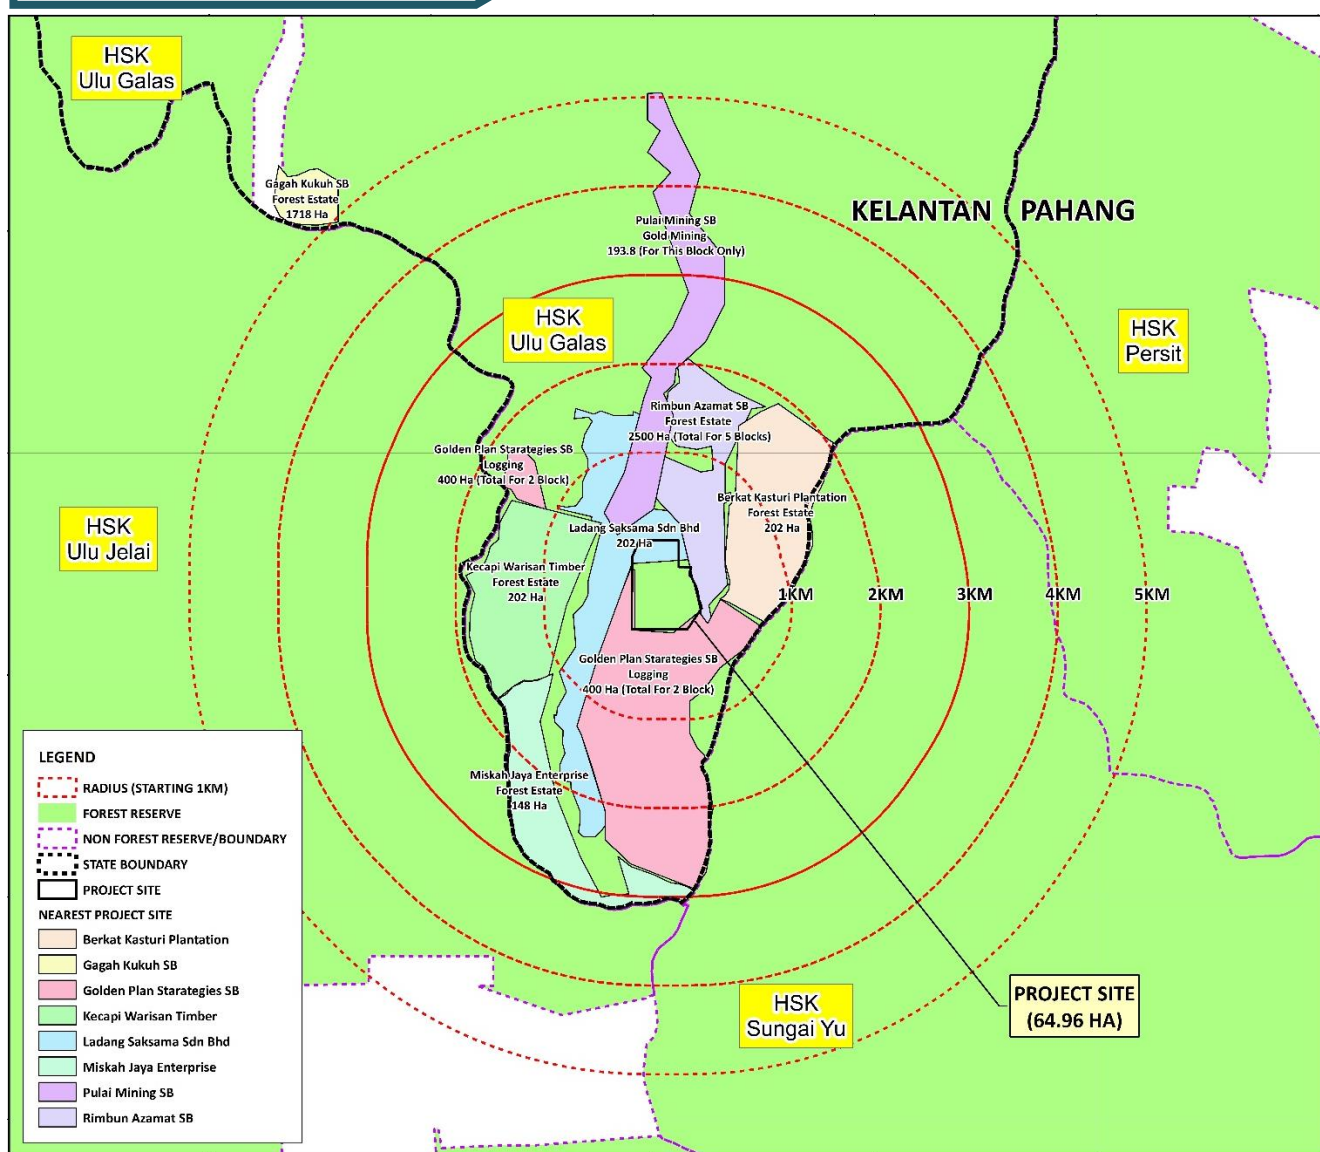 HSK
Ulu Galas
Gagah Kukuh SB
Forest Estate
1718 Ha
KELANTAN
PAHANG
Pulai Mining SB
Gold Mining
193.8 (For This Block Only)
HSK
Ulu Galas
HSK
Persit
Rimbun Azamat SB
Forest Estate
2500 Ha (Total For 5 Blocks)
Golden Plan Starategies SB
Logging
400 Ha (Total For 2 Block)
Berkat Kasturi Plantation
Forest Estate
202 Ha
HSK
Ulu Jelai
Ladang Saksama Sdn Bhd
202 Ha
Kecapi Warisan Timber
Forest Estate
202 Ha
1KM
2KM
3KM
4KM
5KM
Golden Plan Starategies SB
Logging
400 Ha (Total For 2 Block)
Miskah Jaya Enterprise
Forest Estate
148 Ha
HSK
Sungai Yu
PROJECT SITE
(64.96 HA)
LEGEND
RADIUS (STARTING 1KM)
FOREST RESERVE
NON FOREST RESERVE/BOUNDARY
STATE BOUNDARY
PROJECT SITE
NEAREST PROJECT SITE
Berkat Kasturi Plantation
Gagah Kukuh SB
Golden Plan Starategies SB
Kecapi Warisan Timber
Ladang Saksama Sdn Bhd
Miskah Jaya Enterprise
Pulai Mining SB
Rimbun Azamat SB